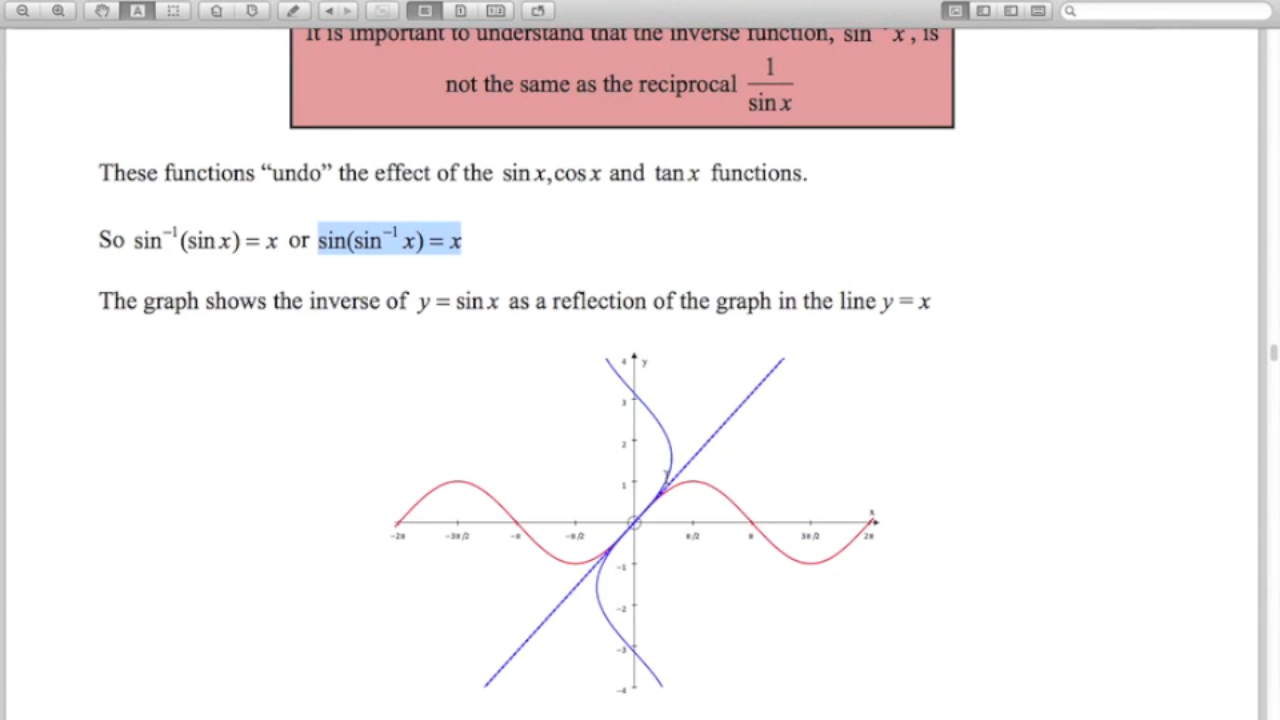 It is important to understand that the inverse function, sin⁻¹ x, is
not the same as the reciprocal 1/sin x
These functions “undo” the effect of the sin x, cos x and tan x functions.
So sin⁻¹(sin x) = x or sin(sin⁻¹ x) = x
The graph shows the inverse of y = sin x as a reflection of the graph in the line y = x
4 y
3
2
1
x
-2π -3π/2 -π -π/2 π/2 π 3π/2 2π
-1
-2
-3
-4